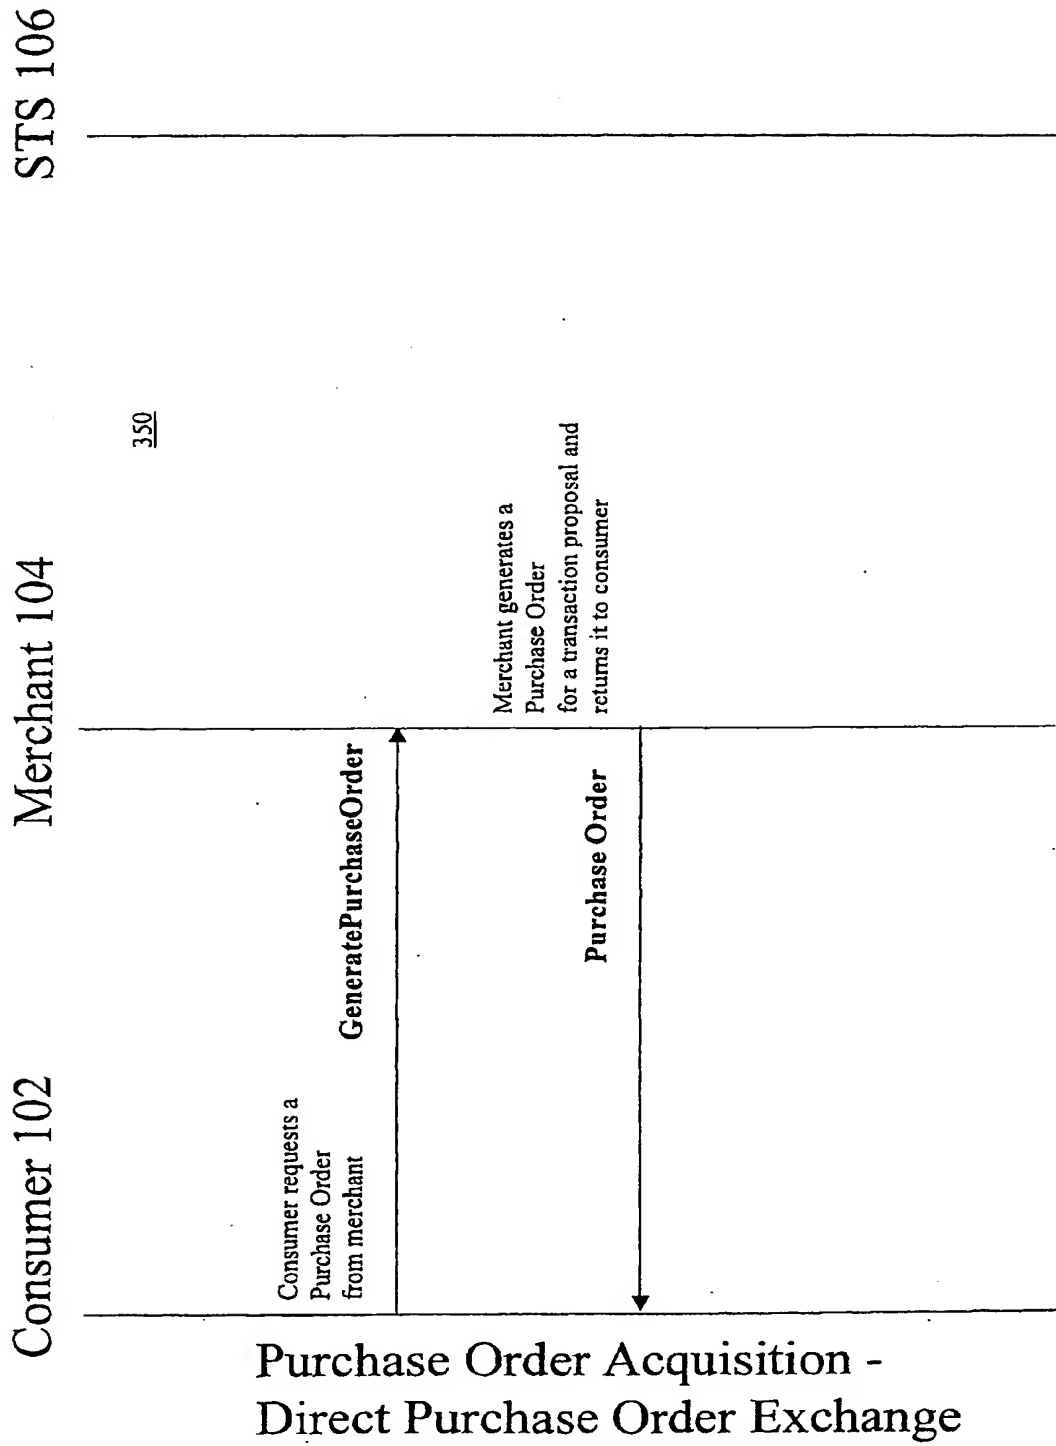 Consumer 102
Merchant 104
STS 106
350
Consumer requests a
Purchase Order
from merchant
GeneratePurchaseOrder
Merchant generates a
Purchase Order
for a transaction proposal and
returns it to consumer
Purchase Order
Purchase Order Acquisition -
Direct Purchase Order Exchange